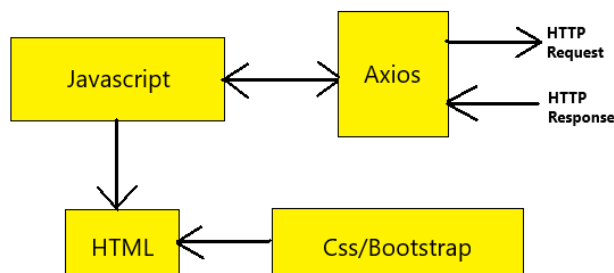 Javascript
Axios
HTTP
Request
HTTP
Response
HTML
Css/Bootstrap